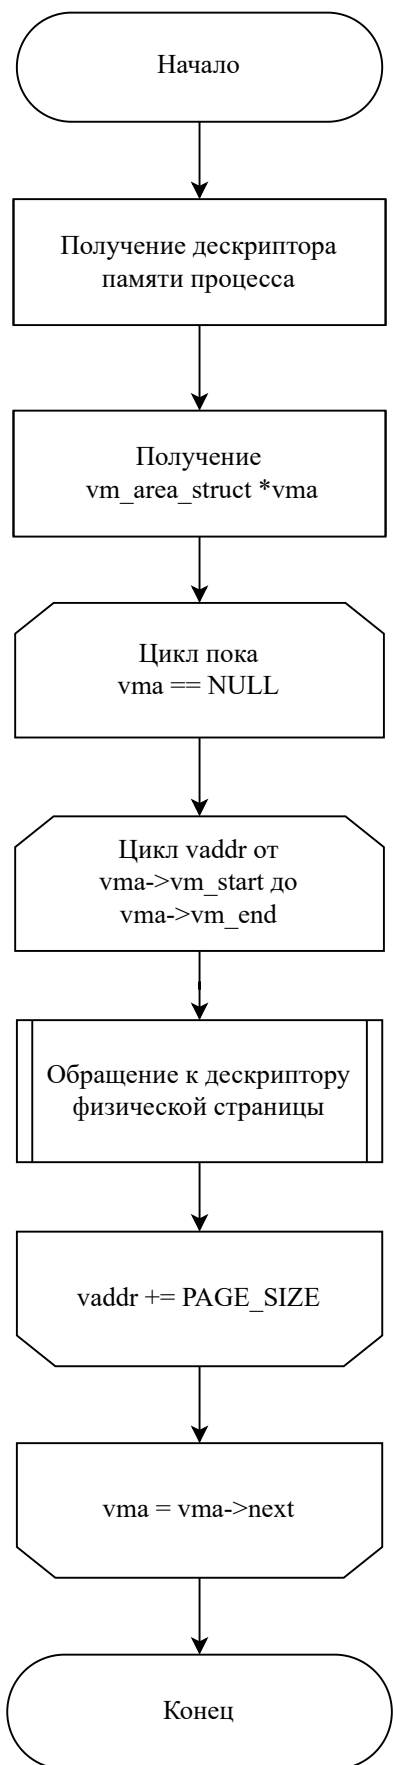 Начало
Получение дескриптора
памяти процесса
Получение
vm_area_struct *vma
Цикл пока
vma == NULL
Цикл vaddr от
vma->vm_start до
vma->vm_end
Обращение к дескриптору
физической страницы
vaddr += PAGE_SIZE
vma = vma->next
Конец